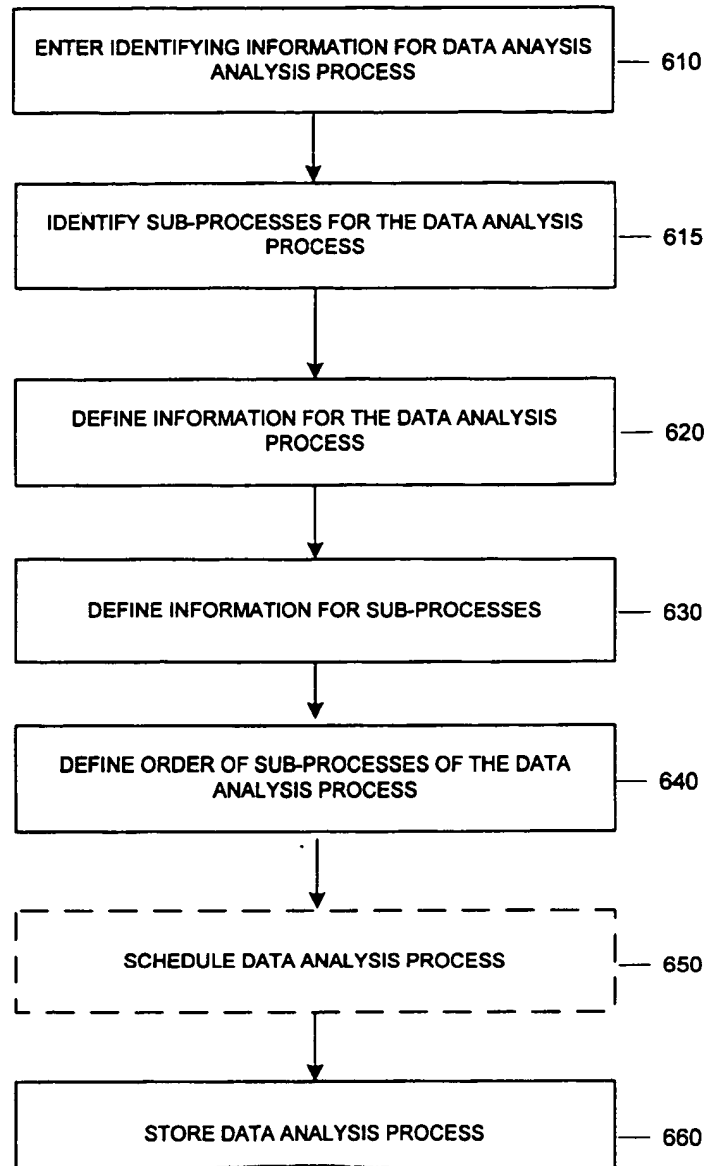 ENTER IDENTIFYING INFORMATION FOR DATA ANAYSIS
ANALYSIS PROCESS
610
IDENTIFY SUB-PROCESSES FOR THE DATA ANALYSIS
PROCESS
615
DEFINE INFORMATION FOR THE DATA ANALYSIS
PROCESS
620
DEFINE INFORMATION FOR SUB-PROCESSES
630
DEFINE ORDER OF SUB-PROCESSES OF THE DATA
ANALYSIS PROCESS
640
SCHEDULE DATA ANALYSIS PROCESS
650
STORE DATA ANALYSIS PROCESS
660